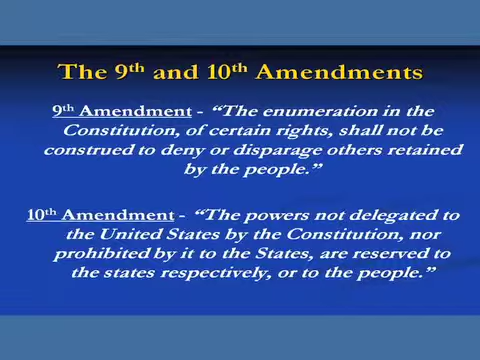 The 9th and 10th Amendments
9th Amendment - “The enumeration in the
Constitution, of certain rights, shall not be
construed to deny or disparage others retained
by the people.”
10th Amendment - “The powers not delegated to
the United States by the Constitution, nor
prohibited by it to the States, are reserved to
the states respectively, or to the people.”